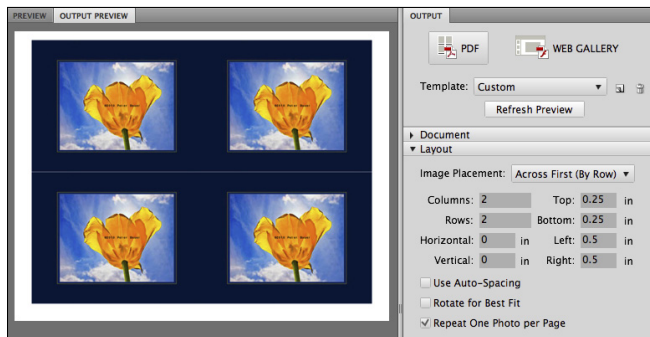 PREVIEW OUTPUT PREVIEW
OUTPUT
PDF WEB GALLERY
Template: Custom
Refresh Preview
Document
Layout
Image Placement: Across First (By Row)
Columns: 2 Top: 0.25 in
Rows: 2 Bottom: 0.25 in
Horizontal: 0 in Left: 0.5 in
Vertical: 0 in Right: 0.5 in
Use Auto-Spacing
Rotate for Best Fit
Repeat One Photo per Page